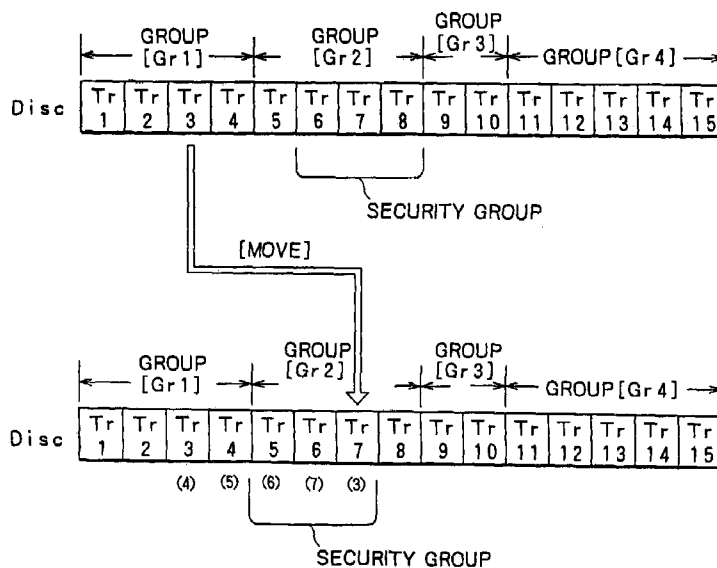 GROUP GROUP GROUP
[Gr1] [Gr2] [Gr3] GROUP[Gr4]
Disc Tr Tr Tr Tr Tr Tr Tr Tr Tr Tr Tr Tr Tr Tr Tr
1 2 3 4 5 6 7 8 9 10 11 12 13 14 15
SECURITY GROUP
[MOVE]
GROUP GROUP GROUP
[Gr1] [Gr2] [Gr3] GROUP[Gr4]
Disc Tr Tr Tr Tr Tr Tr Tr Tr Tr Tr Tr Tr Tr Tr Tr
1 2 3 4 5 6 7 8 9 10 11 12 13 14 15
(4) (5) (6) (7) (3)
SECURITY GROUP